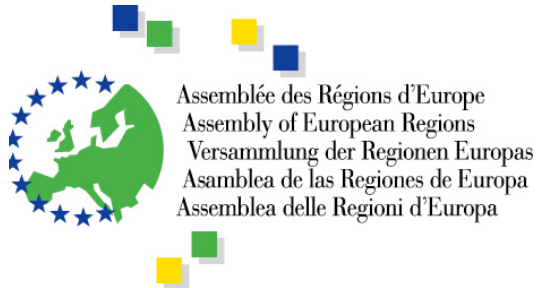 Assemblée des Régions d'Europe
Assembly of European Regions
Versammlung der Regionen Europas
Asamblea de las Regiones de Europa
Assemblea delle Regioni d'Europa